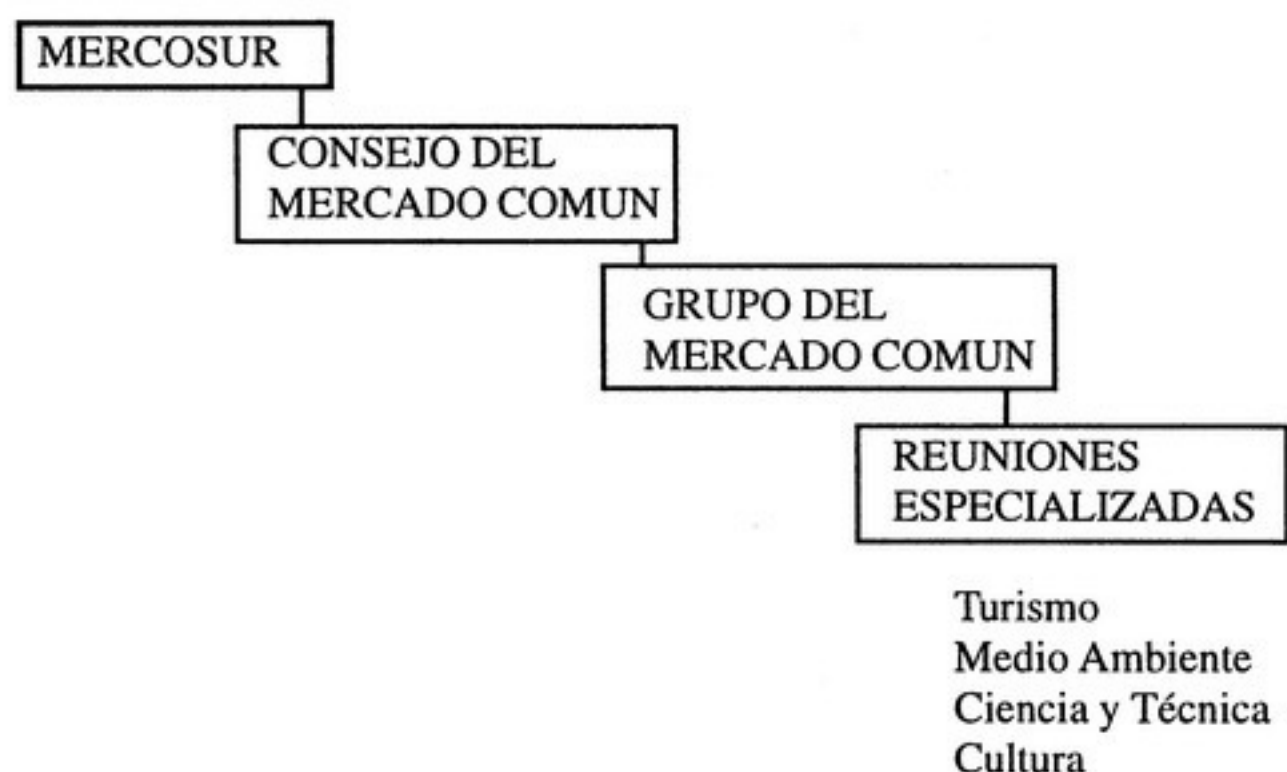 MERCOSUR
CONSEJO DEL
MERCADO COMUN
GRUPO DEL
MERCADO COMUN
REUNIONES
ESPECIALIZADAS
Turismo
Medio Ambiente
Ciencia y Técnica
Cultura